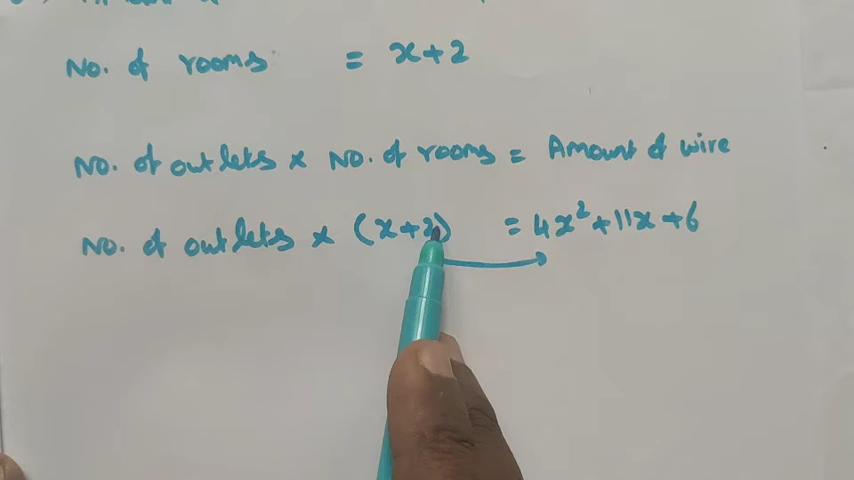 No. of rooms = x+2
No. of outlets x No. of rooms = Amount of wire
No. of outlets x (x+2) = 4x²+11x+6